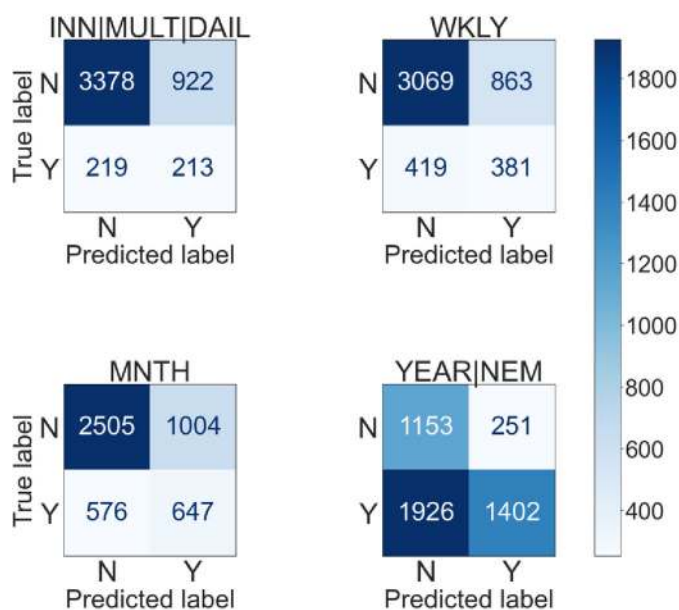 INN|MULT|DAIL
True label
N 3378 922
Y 219 213
N Y
Predicted label
WKLY
N 3069 863
Y 419 381
N Y
Predicted label
MNTH
True label
N 2505 1004
Y 576 647
N Y
Predicted label
YEAR|NEM
N 1153 251
Y 1926 1402
N Y
Predicted label
1800
1600
1400
1200
1000
800
600
400